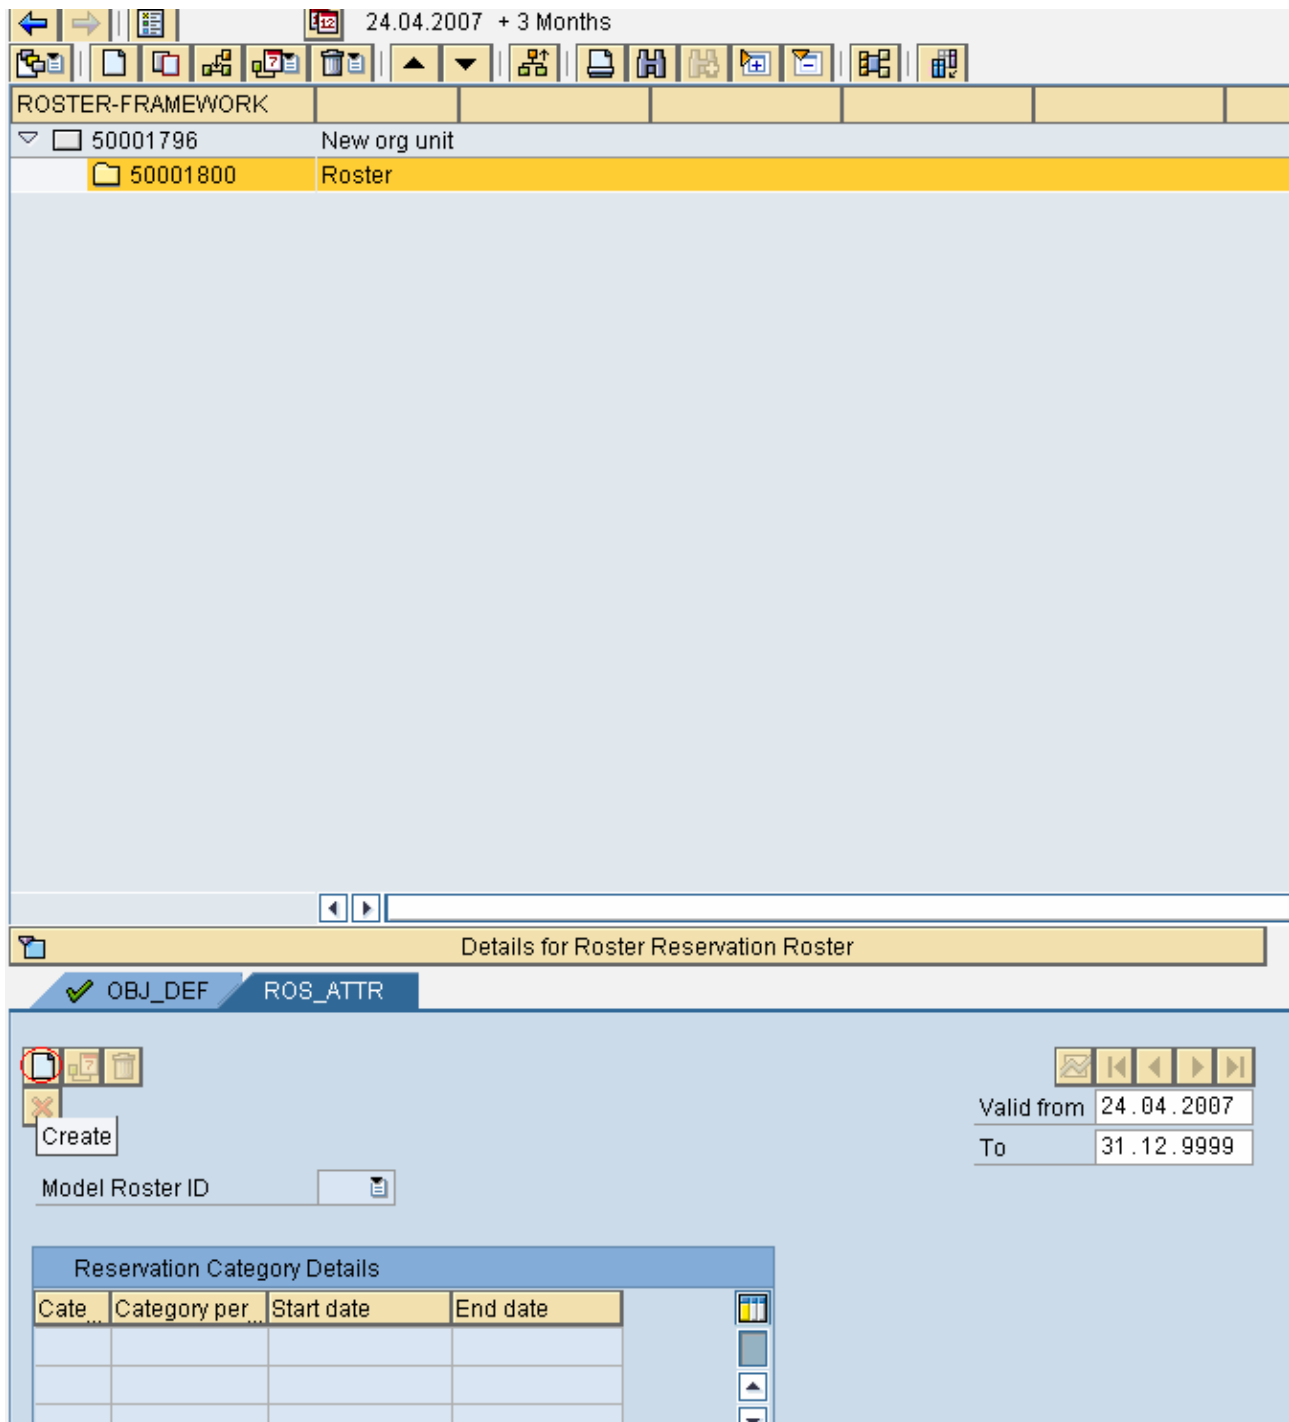 24.04.2007 + 3 Months
ROSTER-FRAMEWORK
50001796 New org unit
50001800 Roster
Details for Roster Reservation Roster
OBJ_DEF ROS_ATTR
Valid from 24.04.2007
Create
To 31.12.9999
Model Roster ID
Reservation Category Details
Cate... Category per... Start date End date